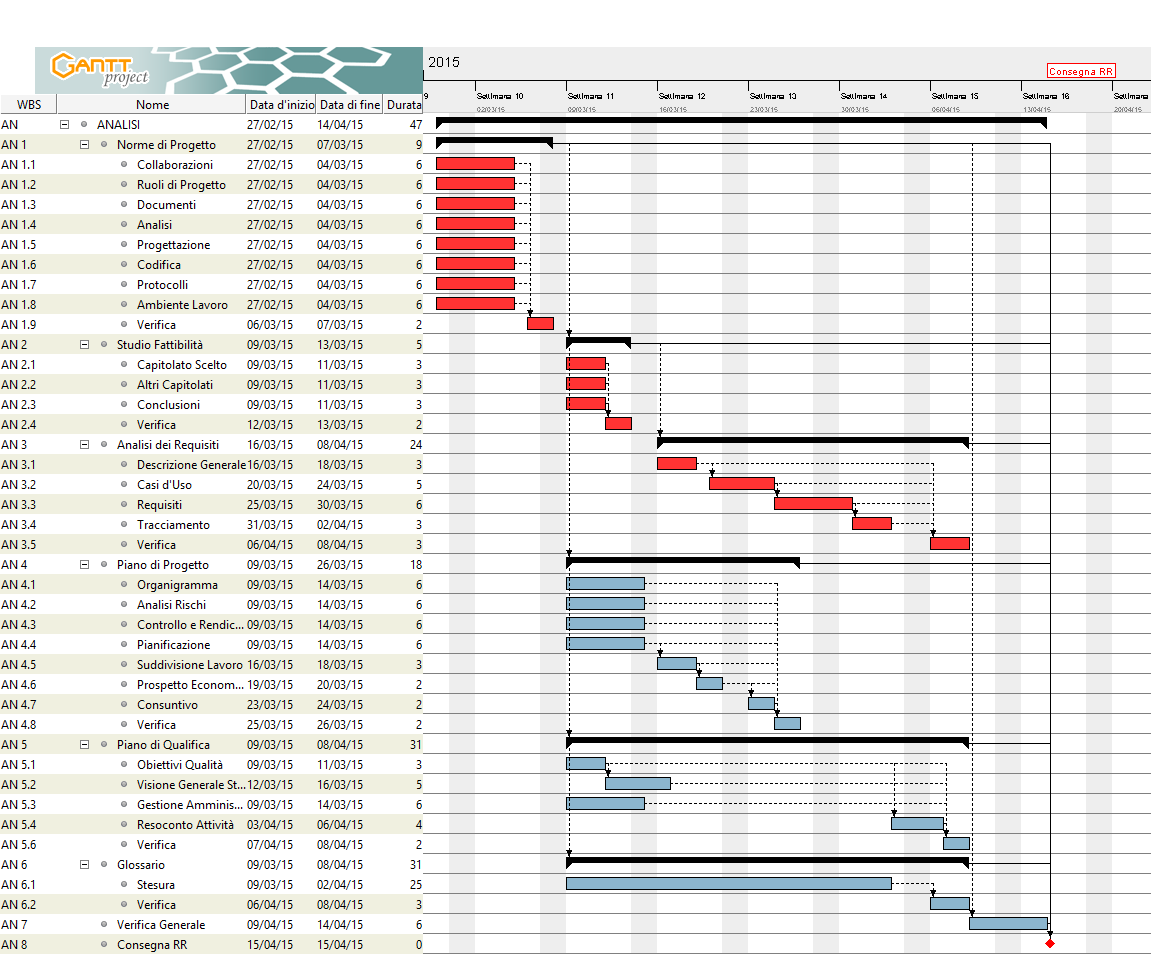 GANTT
project
2015
Consegna RR
WBS Nome Data d'inizio Data di fine Durata
9 Settimana 10 Settimana 11 Settimana 12 Settimana 13 Settimana 14 Settimana 15 Settimana 16 Settimana
02/03/15 09/03/15 16/03/15 23/03/15 30/03/15 06/04/15 13/04/15 20/04/15
AN ANALISI 27/02/15 14/04/15 47
AN 1 Norme di Progetto 27/02/15 07/03/15 9
AN 1.1 Collaborazioni 27/02/15 04/03/15 6
AN 1.2 Ruoli di Progetto 27/02/15 04/03/15 6
AN 1.3 Documenti 27/02/15 04/03/15 6
AN 1.4 Analisi 27/02/15 04/03/15 6
AN 1.5 Progettazione 27/02/15 04/03/15 6
AN 1.6 Codifica 27/02/15 04/03/15 6
AN 1.7 Protocolli 27/02/15 04/03/15 6
AN 1.8 Ambiente Lavoro 27/02/15 04/03/15 6
AN 1.9 Verifica 06/03/15 07/03/15 2
AN 2 Studio Fattibilità 09/03/15 13/03/15 5
AN 2.1 Capitolato Scelto 09/03/15 11/03/15 3
AN 2.2 Altri Capitolati 09/03/15 11/03/15 3
AN 2.3 Conclusioni 09/03/15 11/03/15 3
AN 2.4 Verifica 12/03/15 13/03/15 2
AN 3 Analisi dei Requisiti 16/03/15 08/04/15 24
AN 3.1 Descrizione Generale 16/03/15 18/03/15 3
AN 3.2 Casi d'Uso 20/03/15 24/03/15 5
AN 3.3 Requisiti 25/03/15 30/03/15 6
AN 3.4 Tracciamento 31/03/15 02/04/15 3
AN 3.5 Verifica 06/04/15 08/04/15 3
AN 4 Piano di Progetto 09/03/15 26/03/15 18
AN 4.1 Organigramma 09/03/15 14/03/15 6
AN 4.2 Analisi Rischi 09/03/15 14/03/15 6
AN 4.3 Controllo e Rendic... 09/03/15 14/03/15 6
AN 4.4 Pianificazione 09/03/15 14/03/15 6
AN 4.5 Suddivisione Lavoro 16/03/15 18/03/15 3
AN 4.6 Prospetto Econom... 19/03/15 20/03/15 2
AN 4.7 Consuntivo 23/03/15 24/03/15 2
AN 4.8 Verifica 25/03/15 26/03/15 2
AN 5 Piano di Qualifica 09/03/15 08/04/15 31
AN 5.1 Obiettivi Qualità 09/03/15 11/03/15 3
AN 5.2 Visione Generale St... 12/03/15 16/03/15 5
AN 5.3 Gestione Amminis... 09/03/15 14/03/15 6
AN 5.4 Resoconto Attività 03/04/15 06/04/15 4
AN 5.6 Verifica 07/04/15 08/04/15 2
AN 6 Glossario 09/03/15 08/04/15 31
AN 6.1 Stesura 09/03/15 02/04/15 25
AN 6.2 Verifica 06/04/15 08/04/15 3
AN 7 Verifica Generale 09/04/15 14/04/15 6
AN 8 Consegna RR 15/04/15 15/04/15 0